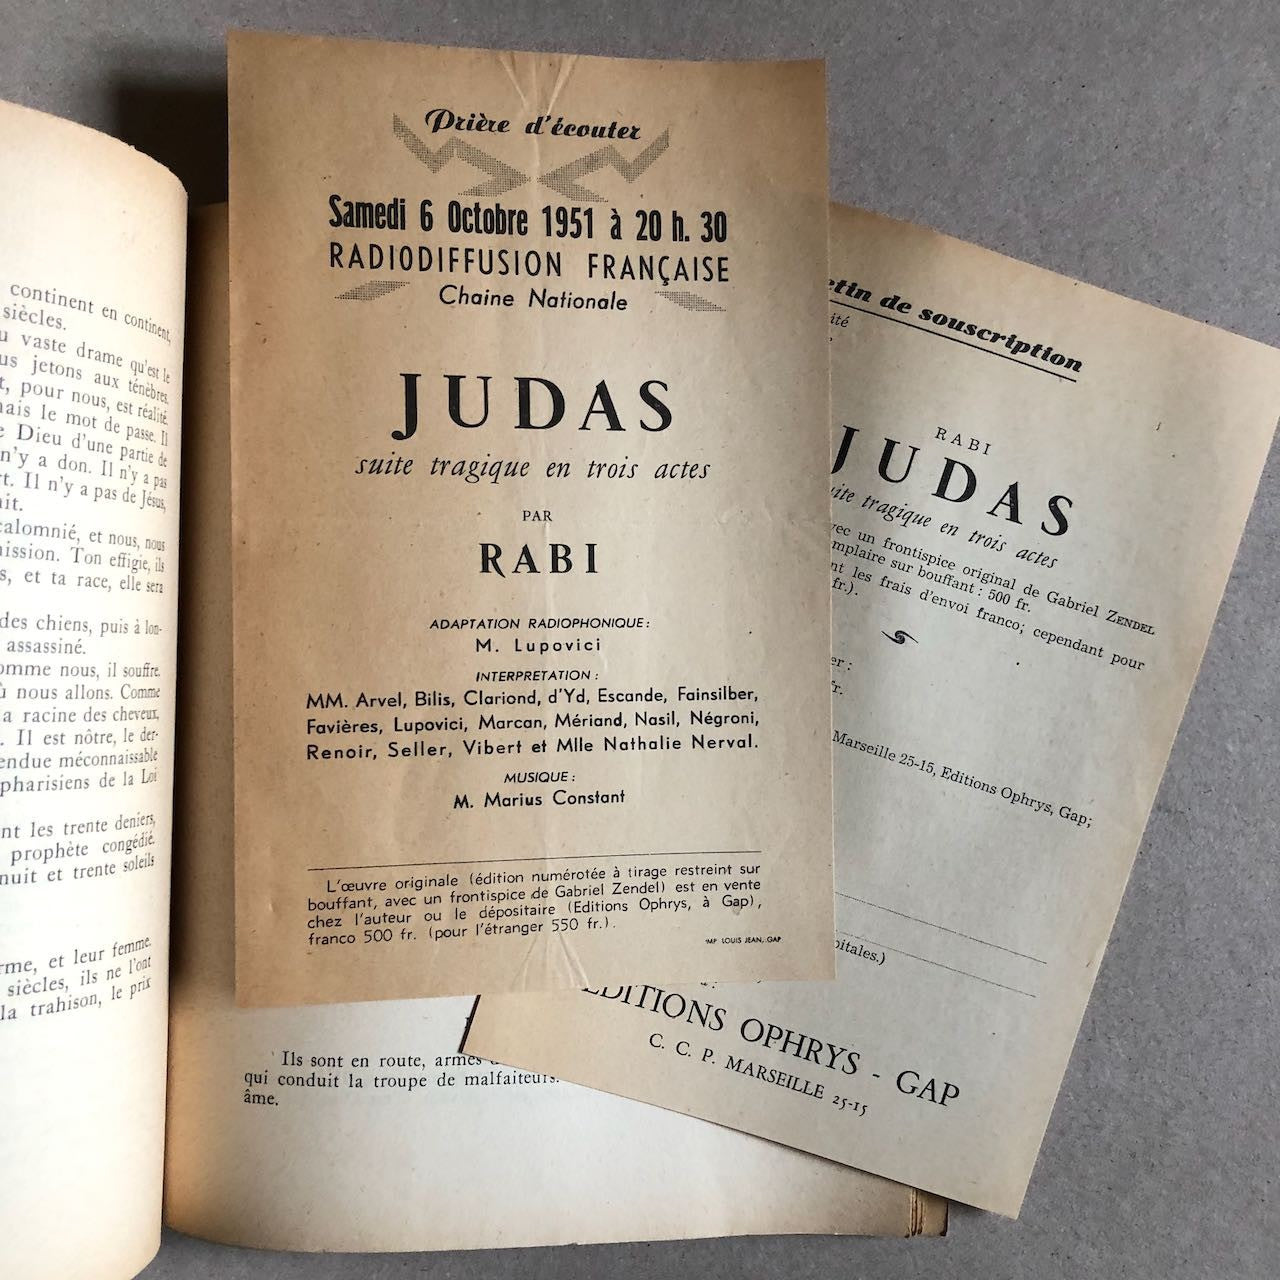 continent en continent,
siècles.
vaste drame qu'est le
jetons aux ténèbres.
pour nous, est réalité.
le mot de passe. Il
Dieu d'une partie de
n'y a don. Il n'y a pas
Il n'y a pas de Jésus,
calomnié, et nous, nous
mission. Ton effigie, ils
et ta race, elle sera
des chiens, puis à lon-
assassiné.
comme nous, il souffre.
où nous allons. Comme
la racine des cheveux,
Il est nôtre, le der-
méconnaissable
pharisiens de la Loi
les trente deniers,
prophète congédié.
nuit et trente soleils
et leur femme.
siècles, ils ne l'ont
la trahison, le prix
Prière d'écouter
Samedi 6 Octobre 1951 à 20 h. 30
RADIODIFFUSION FRANÇAISE
Chaine Nationale
JUDAS
suite tragique en trois actes
PAR
RABI
ADAPTATION RADIOPHONIQUE :
M. Lupovici
INTERPRETATION :
MM. Arvel, Bilis, Clariond, d'Yd, Escande, Fainsilber,
Favières, Lupovici, Marcan, Mériand, Nasil, Négroni,
Renoir, Seller, Vibert et Mlle Nathalie Nerval.
MUSIQUE :
M. Marius Constant
L'œuvre originale (édition numérotée à tirage restreint sur
bouffant, avec un frontispice de Gabriel Zendel) est en vente
chez l'auteur ou le dépositaire (Editions Ophrys, à Gap),
franco 500 fr. (pour l'étranger 550 fr.).
IMP LOUIS JEAN, GAP
Ils sont en route, armés
qui conduit la troupe de malfaiteurs.
âme.
de souscription
RABI
JUDAS
suite tragique en trois actes
avec un frontispice original de Gabriel ZENDEL
exemplaire sur bouffant : 500 fr.
les frais d'envoi franco; cependant pour
fr.).
fr.
Marseille 25-15, Editions Ophrys, Gap;
EDITIONS OPHRYS - GAP
C. C. P. MARSEILLE 25-15